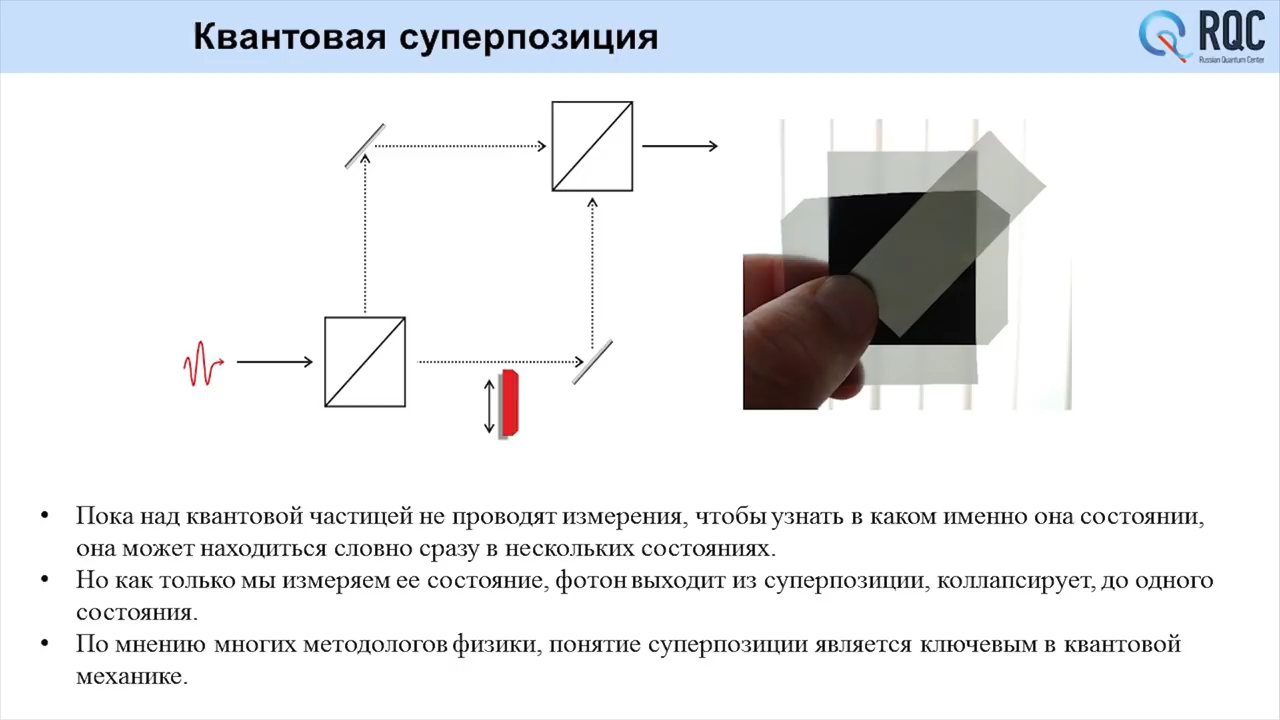 Квантовая суперпозиция
RQC
Russian Quantum Center
• Пока над квантовой частицей не проводят измерения, чтобы узнать в каком именно она состоянии,
она может находиться словно сразу в нескольких состояниях.
• Но как только мы измеряем ее состояние, фотон выходит из суперпозиции, коллапсирует, до одного
состояния.
• По мнению многих методологов физики, понятие суперпозиции является ключевым в квантовой
механике.